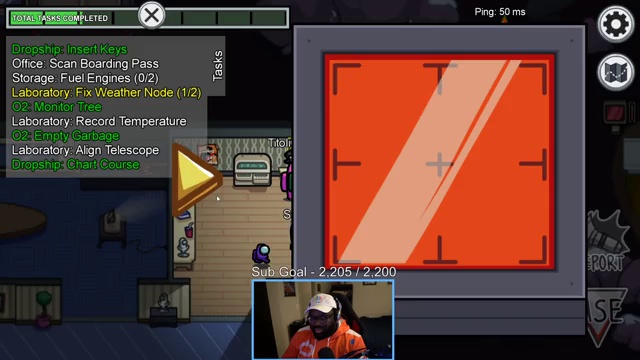 TOTAL TASKS COMPLETED
Ping: 50 ms
Dropship: Insert Keys
Office: Scan Boarding Pass
Storage: Fuel Engines (0/2)
Laboratory: Fix Weather Node (1/2)
O2: Monitor Tree
Laboratory: Record Temperature
O2: Empty Garbage
Laboratory: Align Telescope
Dropship: Chart Course
Tasks
Sub Goal - 2,205 / 2,200